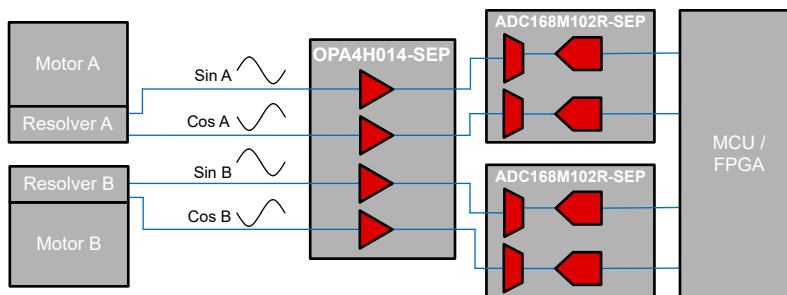 Motor A
Resolver A
Resolver B
Motor B
Sin A
Cos A
Sin B
Cos B
OPA4H014-SEP
ADC168M102R-SEP
ADC168M102R-SEP
MCU /
FPGA